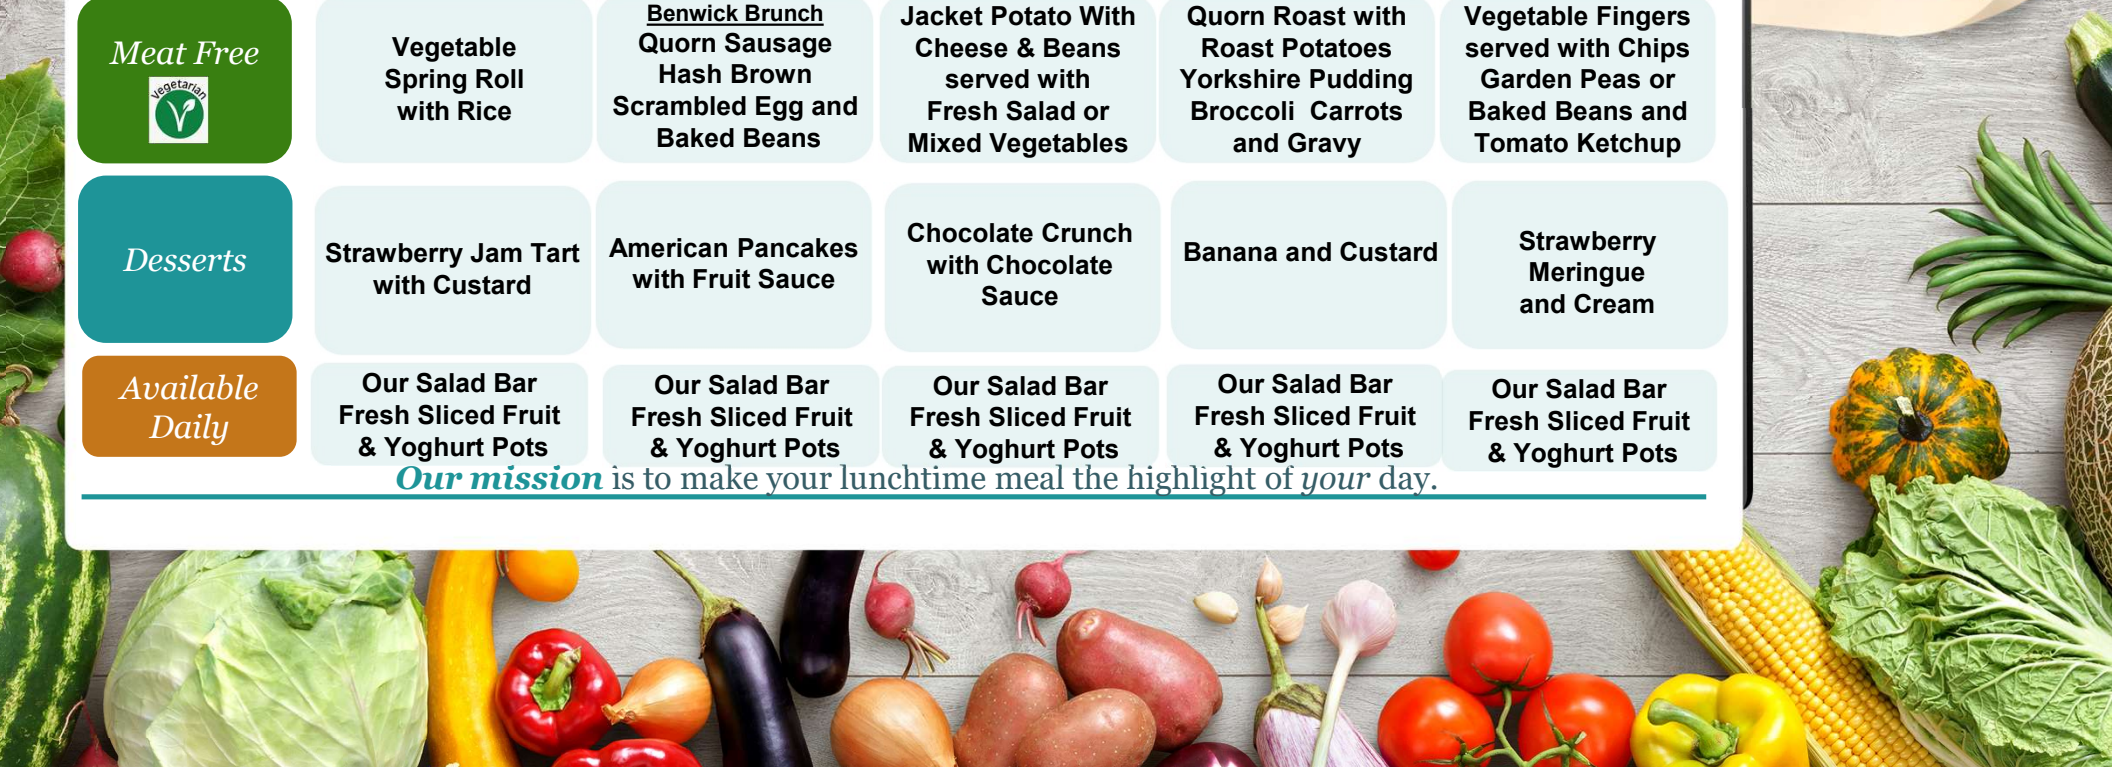 Meat Free
Vegetarian
Vegetable
Spring Roll
with Rice
Benwick Brunch
Quorn Sausage
Hash Brown
Scrambled Egg and
Baked Beans
Jacket Potato With
Cheese & Beans
served with
Fresh Salad or
Mixed Vegetables
Quorn Roast with
Roast Potatoes
Yorkshire Pudding
Broccoli  Carrots
and Gravy
Vegetable Fingers
served with Chips
Garden Peas or
Baked Beans and
Tomato Ketchup
Desserts
Strawberry Jam Tart
with Custard
American Pancakes
with Fruit Sauce
Chocolate Crunch
with Chocolate
Sauce
Banana and Custard
Strawberry
Meringue
and Cream
Available
Daily
Our Salad Bar
Fresh Sliced Fruit
& Yoghurt Pots
Our Salad Bar
Fresh Sliced Fruit
& Yoghurt Pots
Our Salad Bar
Fresh Sliced Fruit
& Yoghurt Pots
Our Salad Bar
Fresh Sliced Fruit
& Yoghurt Pots
Our Salad Bar
Fresh Sliced Fruit
& Yoghurt Pots
Our mission is to make your lunchtime meal the highlight of your day.